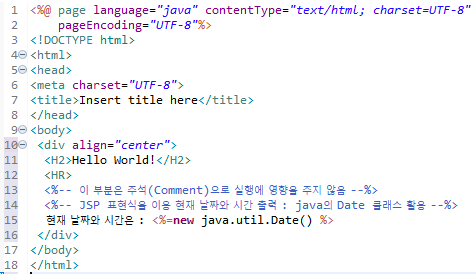 1 <%@ page language="java" contentType="text/html; charset=UTF-8"
2     pageEncoding="UTF-8"%>
3 <!DOCTYPE html>
4 <html>
5 <head>
6 <meta charset="UTF-8">
7 <title>Insert title here</title>
8 </head>
9 <body>
10 <div align="center">
11 <H2>Hello World!</H2>
12 <HR>
13 <%-- 이 부분은 주석(Comment)으로 실행에 영향을 주지 않음 --%>
14 <%-- JSP 표현식을 이용 현재 날짜와 시간 출력 : java의 Date 클래스 활용 --%>
15 현재 날짜와 시간은 : <%=new java.util.Date() %>
16 </div>
17 </body>
18 </html>